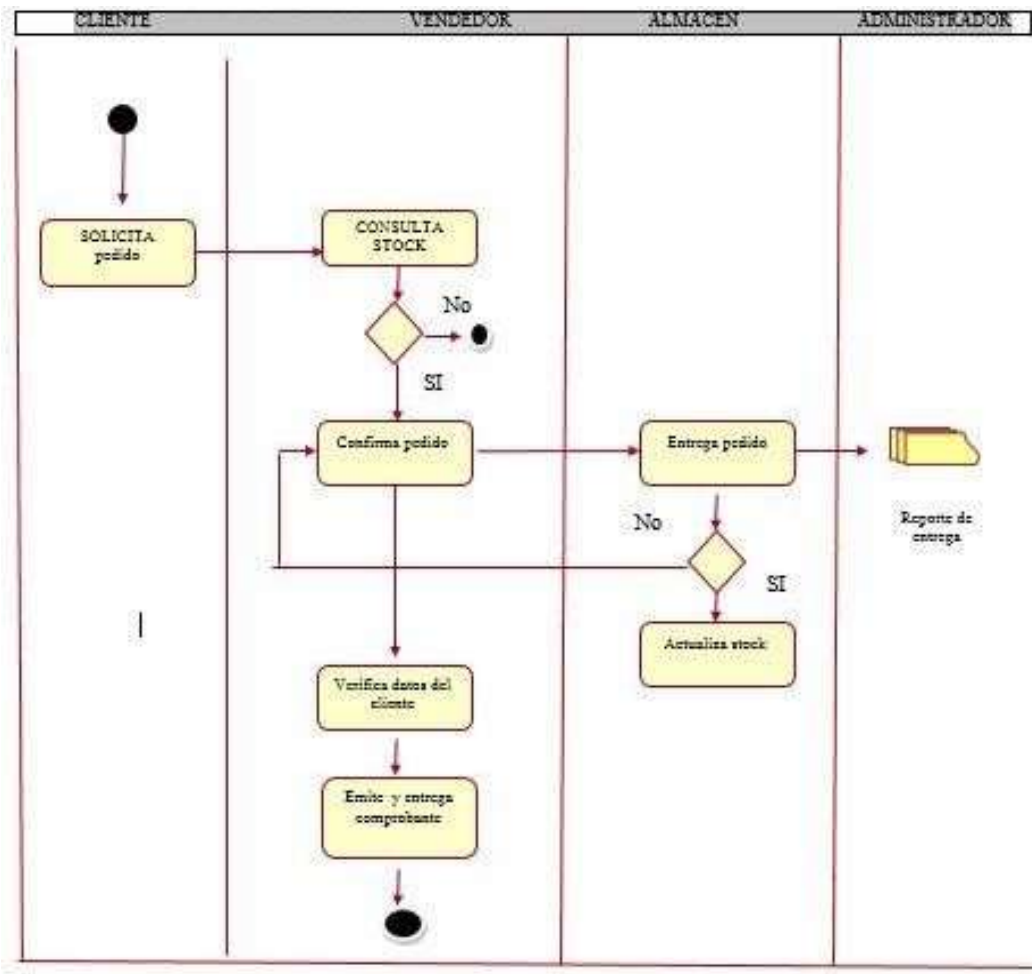 CLIENTE VENDEDOR ALMACEN ADMINISTRADOR
SOLICITA
pedido
CONSULTA
STOCK
No
SI
Confirma pedido
Entrega pedido
Reporte de
entrega
No
SI
Actualiza stock
Verifica datos del
cliente
Emite y entrega
comprobante